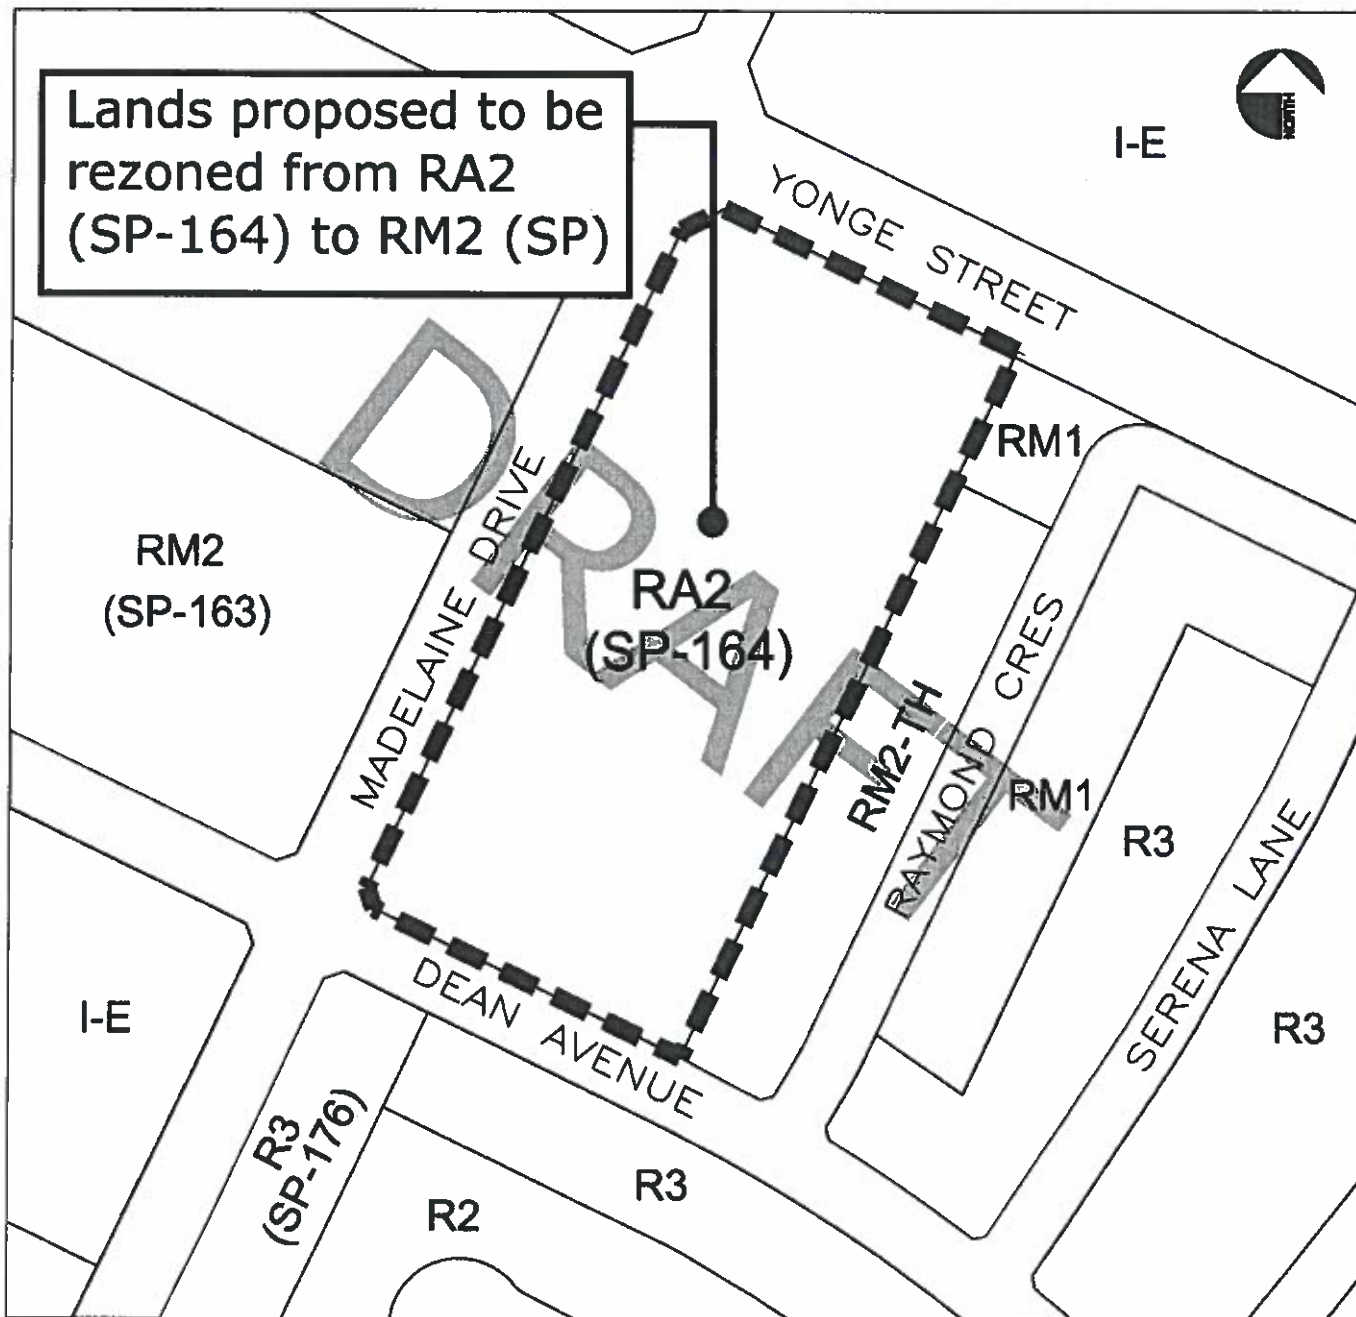 Lands proposed to be
rezoned from RA2
(SP-164) to RM2 (SP)
I-E
YONGE STREET
RM1
DRAFT
MADELAINE DRIVE
RM2
(SP-163)
RA2
(SP-164)
RM2-TH
RAYMOND CRES
RM1
R3
SERENA LANE
I-E
DEAN AVENUE
R3
R3
(SP-176)
R3
R2